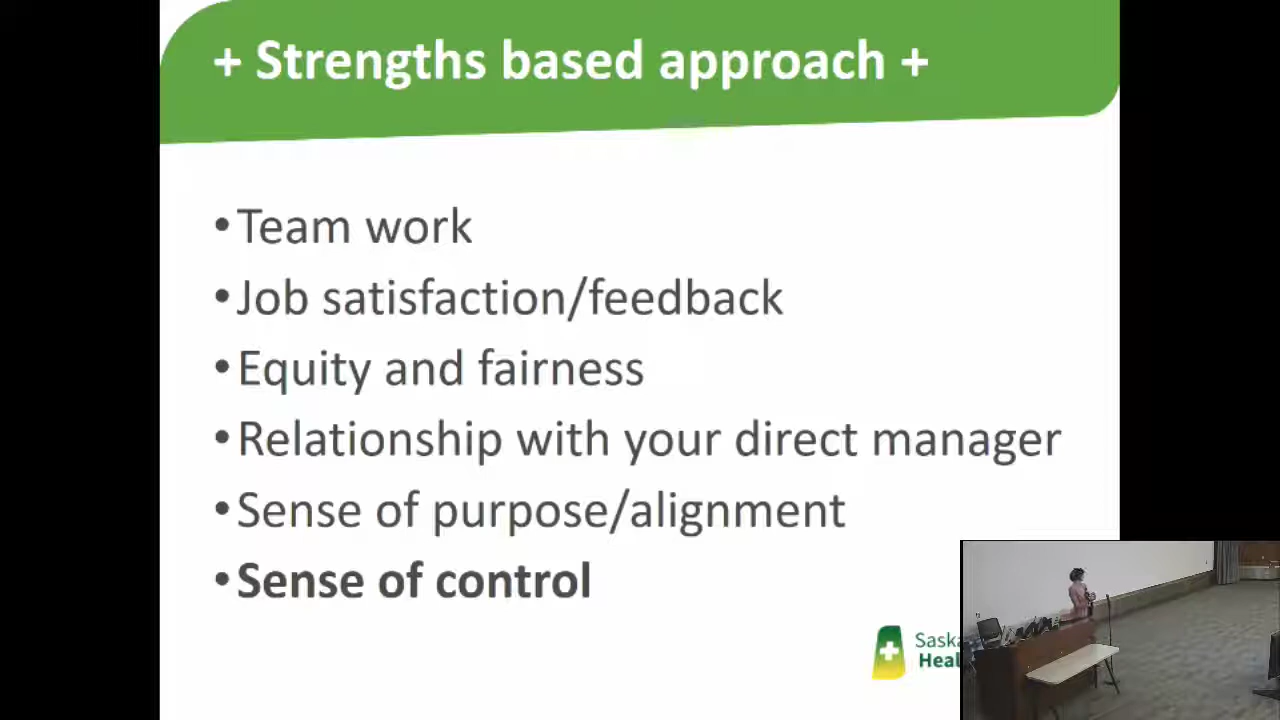 + Strengths based approach +
•Team work
•Job satisfaction/feedback
•Equity and fairness
•Relationship with your direct manager
•Sense of purpose/alignment
•Sense of control